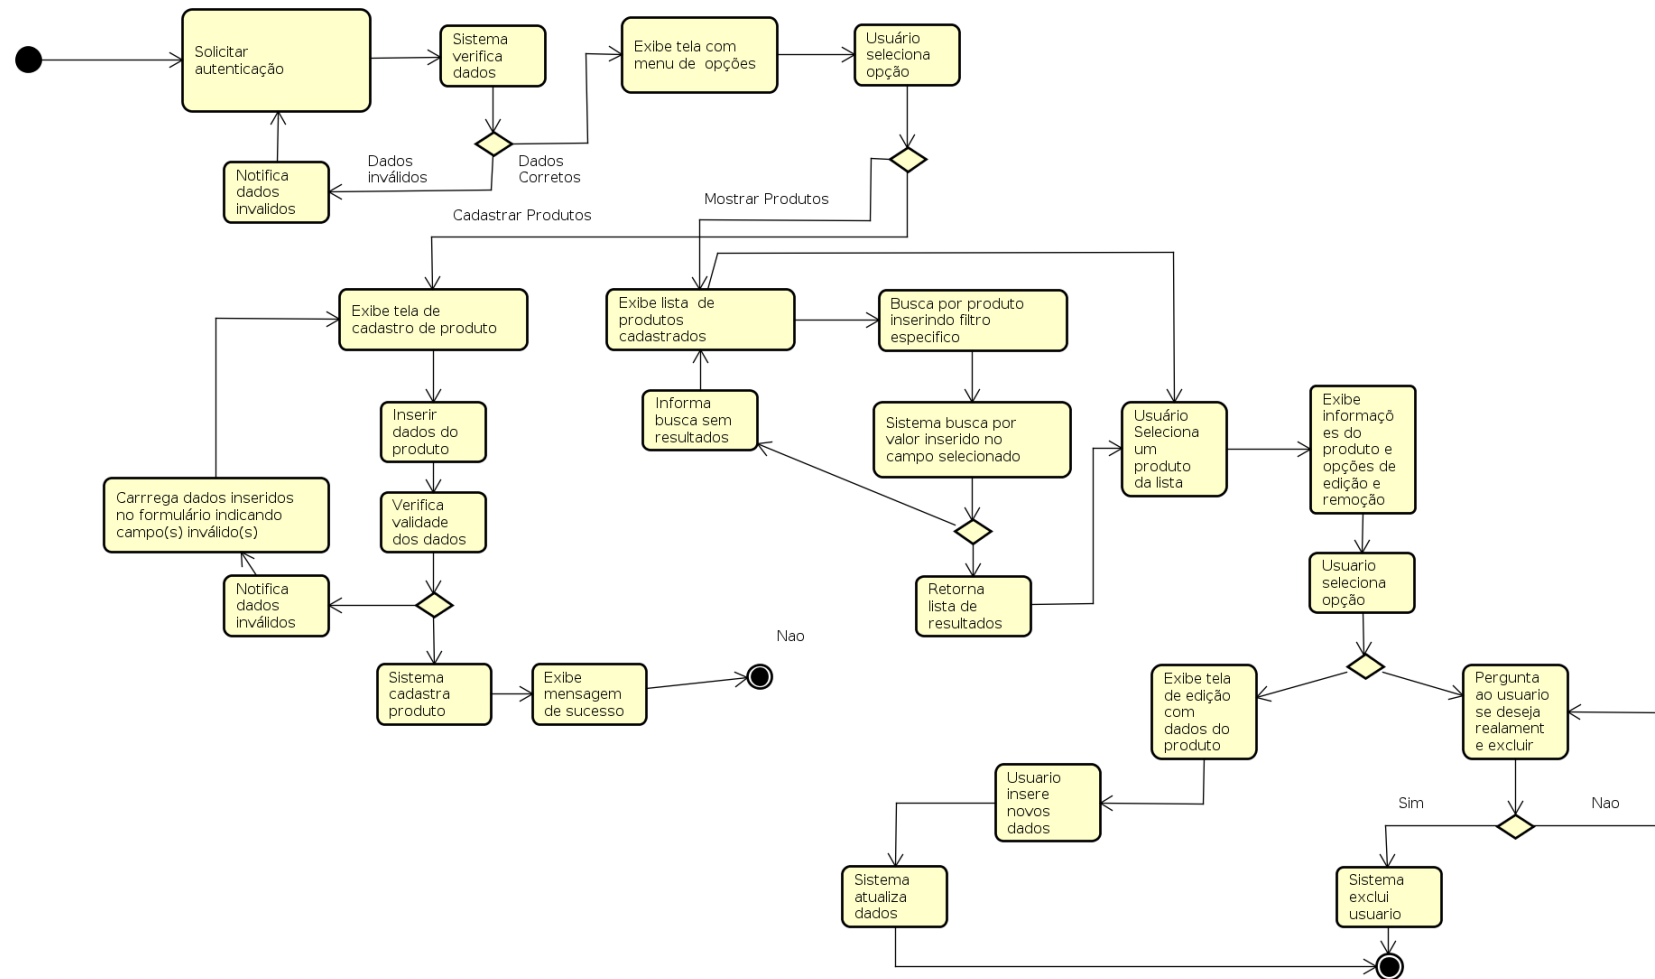 Solicitar
autenticação
Sistema
verifica
dados
Exibe tela com
menu de  opções
Usuário
seleciona
opção
Dados
inválidos
Dados
Corretos
Notifica
dados
invalidos
Mostrar Produtos
Cadastrar Produtos
Exibe tela de
cadastro de produto
Exibe lista  de
produtos
cadastrados
Busca por produto
inserindo filtro
especifico
Inserir
dados do
produto
Informa
busca sem
resultados
Sistema busca por
valor inserido no
campo selecionado
Usuário
Seleciona
um
produto
da lista
Exibe
informaçõ
es do
produto e
opções de
edição e
remoção
Carrrega dados inseridos
no formulário indicando
campo(s) inválido(s)
Verifica
validade
dos dados
Notifica
dados
inválidos
Retorna
lista de
resultados
Usuario
seleciona
opção
Nao
Sistema
cadastra
produto
Exibe
mensagem
de sucesso
Exibe tela
de edição
com
dados do
produto
Pergunta
ao usuario
se deseja
realament
e excluir
Usuario
insere
novos
dados
Sim
Nao
Sistema
atualiza
dados
Sistema
exclui
usuario